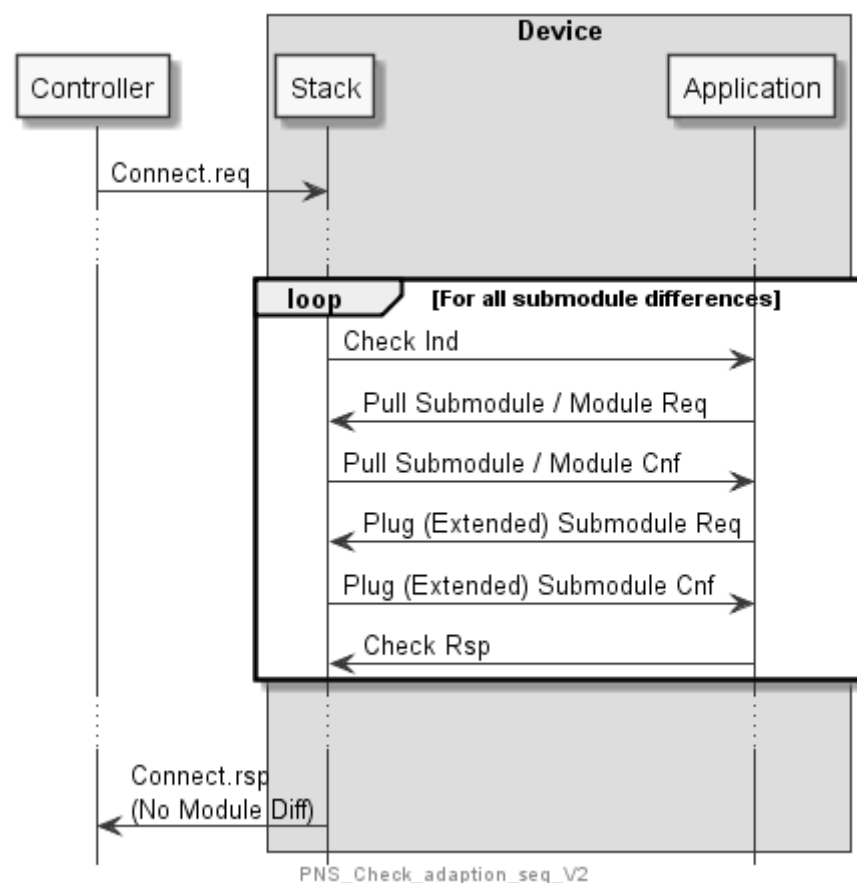 Device
Controller
Stack
Application
Connect.req
loop
[For all submodule differences]
Check Ind
Pull Submodule / Module Req
Pull Submodule / Module Cnf
Plug (Extended) Submodule Req
Plug (Extended) Submodule Cnf
Check Rsp
Connect.rsp
(No Module Diff)
PNS_Check_adaption_seq_V2